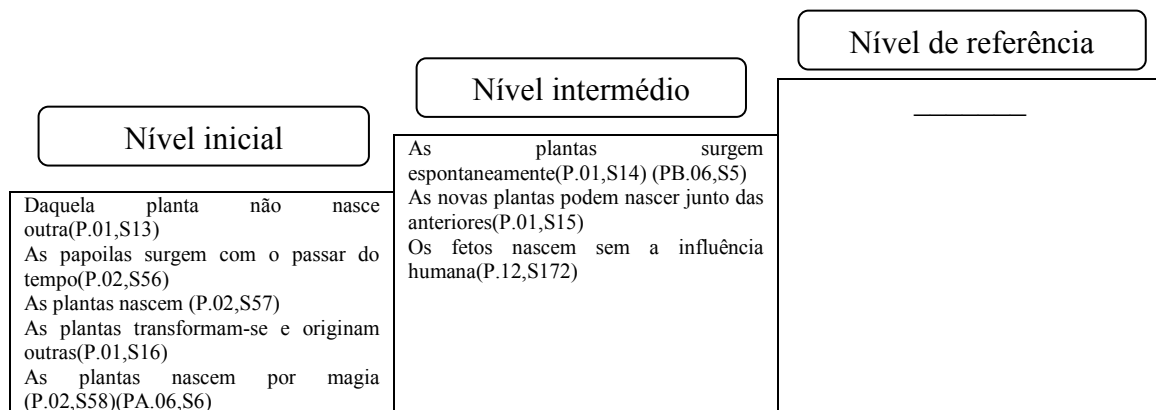 Nível de referência
Nível intermédio
Nível inicial
As plantas surgem
espontaneamente(P.01,S14) (PB.06,S5)
As novas plantas podem nascer junto das
anteriores(P.01,S15)
Os fetos nascem sem a influência
humana(P.12,S172)
Daquela planta não nasce
outra(P.01,S13)
As papoilas surgem com o passar do
tempo(P.02,S56)
As plantas nascem (P.02,S57)
As plantas transformam-se e originam
outras(P.01,S16)
As plantas nascem por magia
(P.02,S58)(PA.06,S6)